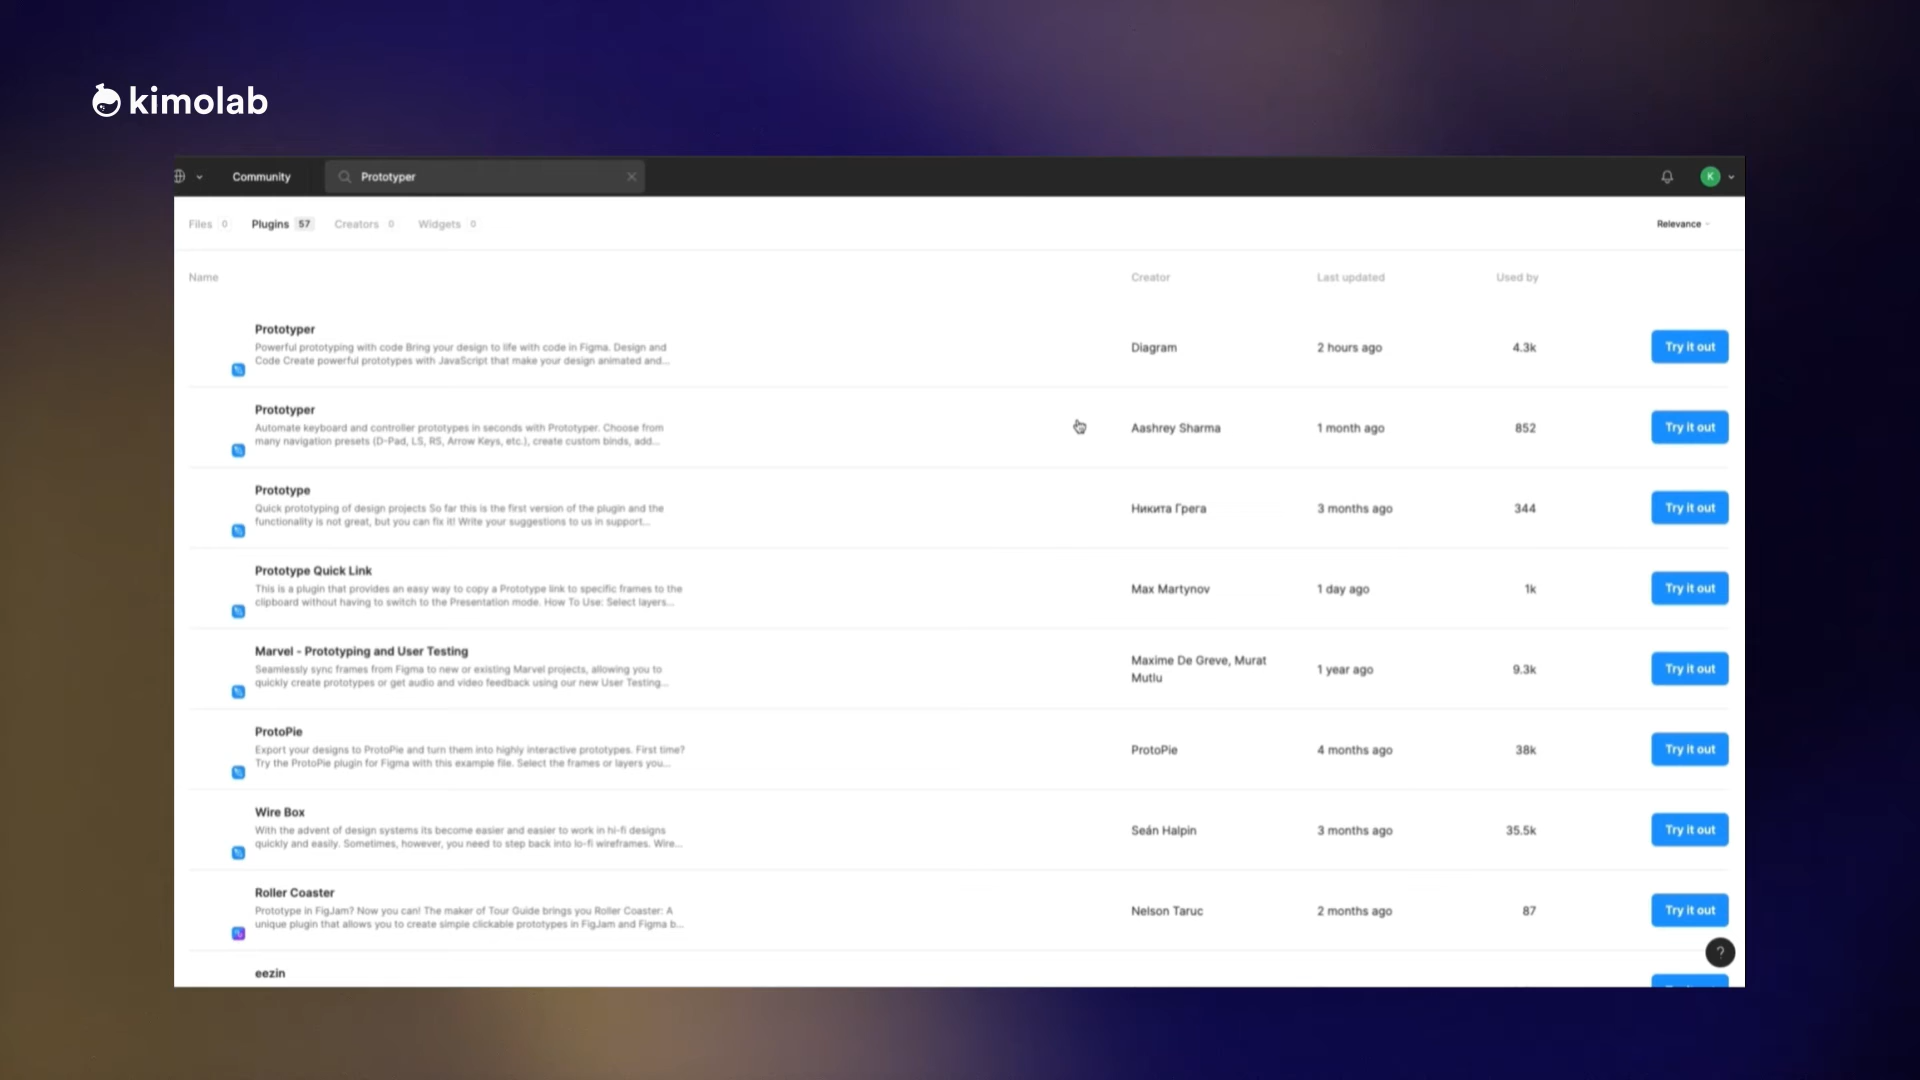 kimolab
Community Prototyper K
Files 0 Plugins 57 Creators 0 Widgets 0 Relevance
Name Creator Last updated Used by
Prototyper
Powerful prototyping with code Bring your design to life with code in Figma. Design and
Code Create powerful prototypes with JavaScript that make your design animated and...
Diagram 2 hours ago 4.3k Try it out
Prototyper
Automate keyboard and controller prototypes in seconds with Prototyper. Choose from
many navigation presets (D-Pad, LS, RS, Arrow Keys, etc.), create custom binds, add...
Aashrey Sharma 1 month ago 852 Try it out
Prototype
Quick prototyping of design projects So far this is the first version of the plugin and the
functionality is not great, but you can fix it! Write your suggestions to us in support...
Никита Грега 3 months ago 344 Try it out
Prototype Quick Link
This is a plugin that provides an easy way to copy a Prototype link to specific frames to the
clipboard without having to switch to the Presentation mode. How To Use: Select layers...
Max Martynov 1 day ago 1k Try it out
Marvel - Prototyping and User Testing
Seamlessly sync frames from Figma to new or existing Marvel projects, allowing you to
quickly create prototypes or get audio and video feedback using our new User Testing...
Maxime De Greve, Murat
Mutlu
1 year ago 9.3k Try it out
ProtoPie
Export your designs to ProtoPie and turn them into highly interactive prototypes. First time?
Try the ProtoPie plugin for Figma with this example file. Select the frames or layers you...
ProtoPie 4 months ago 38k Try it out
Wire Box
With the advent of design systems its become easier and easier to work in hi-fi designs
quickly and easily. Sometimes, however, you need to step back into lo-fi wireframes. Wire...
Seán Halpin 3 months ago 35.5k Try it out
Roller Coaster
Prototype in FigJam? Now you can! The maker of Tour Guide brings you Roller Coaster: A
unique plugin that allows you to create simple clickable prototypes in FigJam and Figma b...
Nelson Taruc 2 months ago 87 Try it out
?
eezin